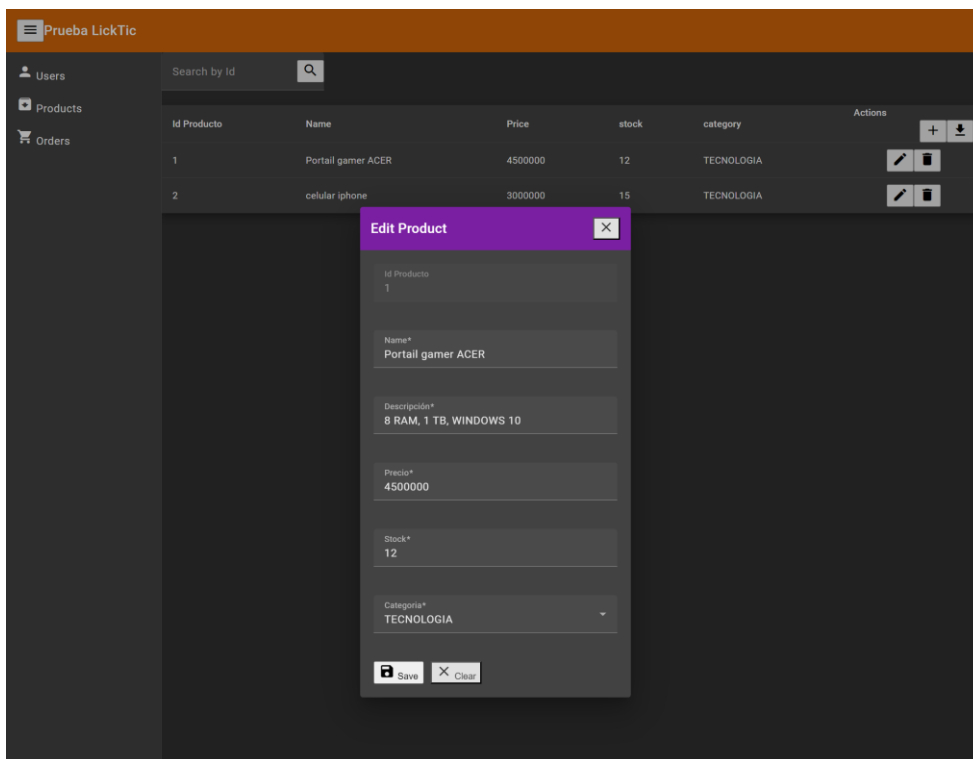 Prueba LickTic
Users
Products
Orders
Search by Id
Id Producto Name Price stock category Actions
1 Portail gamer ACER 4500000 12 TECNOLOGIA
2 celular iphone 3000000 15 TECNOLOGIA
Edit Product
Id Producto
1
Name*
Portail gamer ACER
Descripción*
8 RAM, 1 TB, WINDOWS 10
Precio*
4500000
Stock*
12
Categoria*
TECNOLOGIA
Save Clear